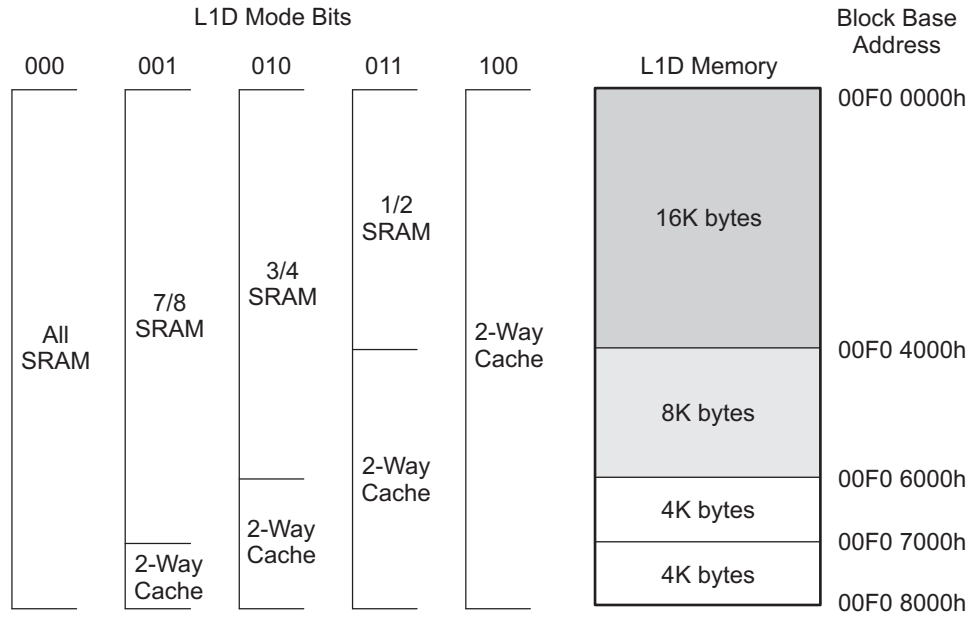 L1D Mode Bits
Block Base
Address
000 001 010 011 100 L1D Memory
00F0 0000h
1/2
SRAM
16K bytes
3/4
SRAM
7/8
SRAM
All
SRAM
2-Way
Cache
00F0 4000h
8K bytes
2-Way
Cache
00F0 6000h
4K bytes
2-Way
Cache
00F0 7000h
2-Way
Cache
4K bytes
00F0 8000h